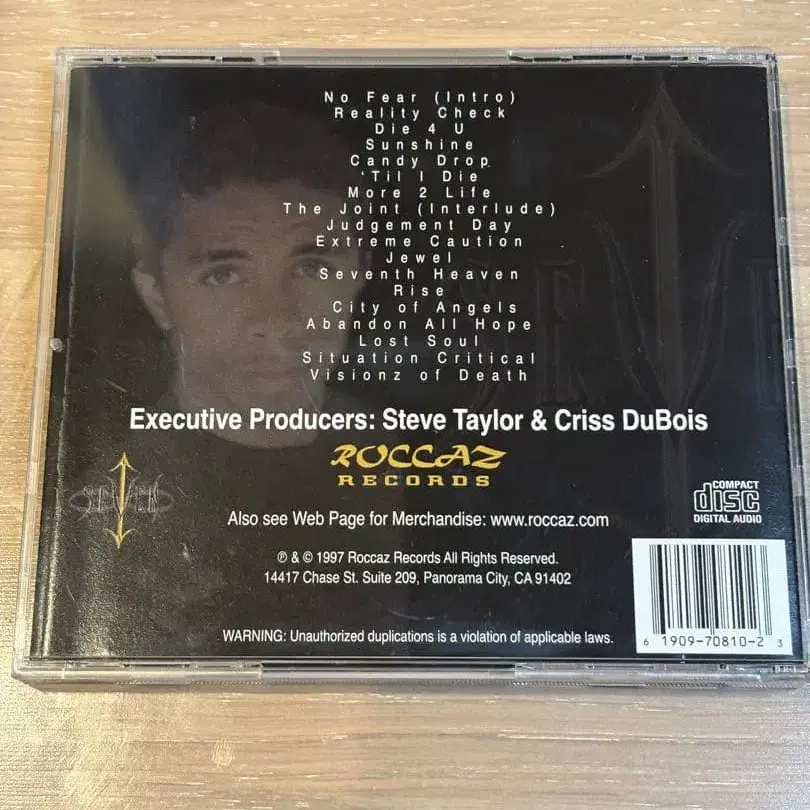 No Fear (Intro)
Reality Check
Die 4 U
Sunshine
Candy Drop
'Til I Die
More 2 Life
The Joint (Interlude)
Judgement Day
Extreme Caution
Jewel
Seventh Heaven
Rise
City of Angels
Abandon All Hope
Lost Soul
Situation Critical
Visionz of Death
Executive Producers: Steve Taylor & Criss DuBois
ROCCAZ
RECORDS
COMPACT
disc
DIGITAL AUDIO
Also see Web Page for Merchandise: www.roccaz.com
℗ & © 1997 Roccaz Records All Rights Reserved.
14417 Chase St. Suite 209, Panorama City, CA 91402
WARNING: Unauthorized duplications is a violation of applicable laws.
6 1909-70810-2 3